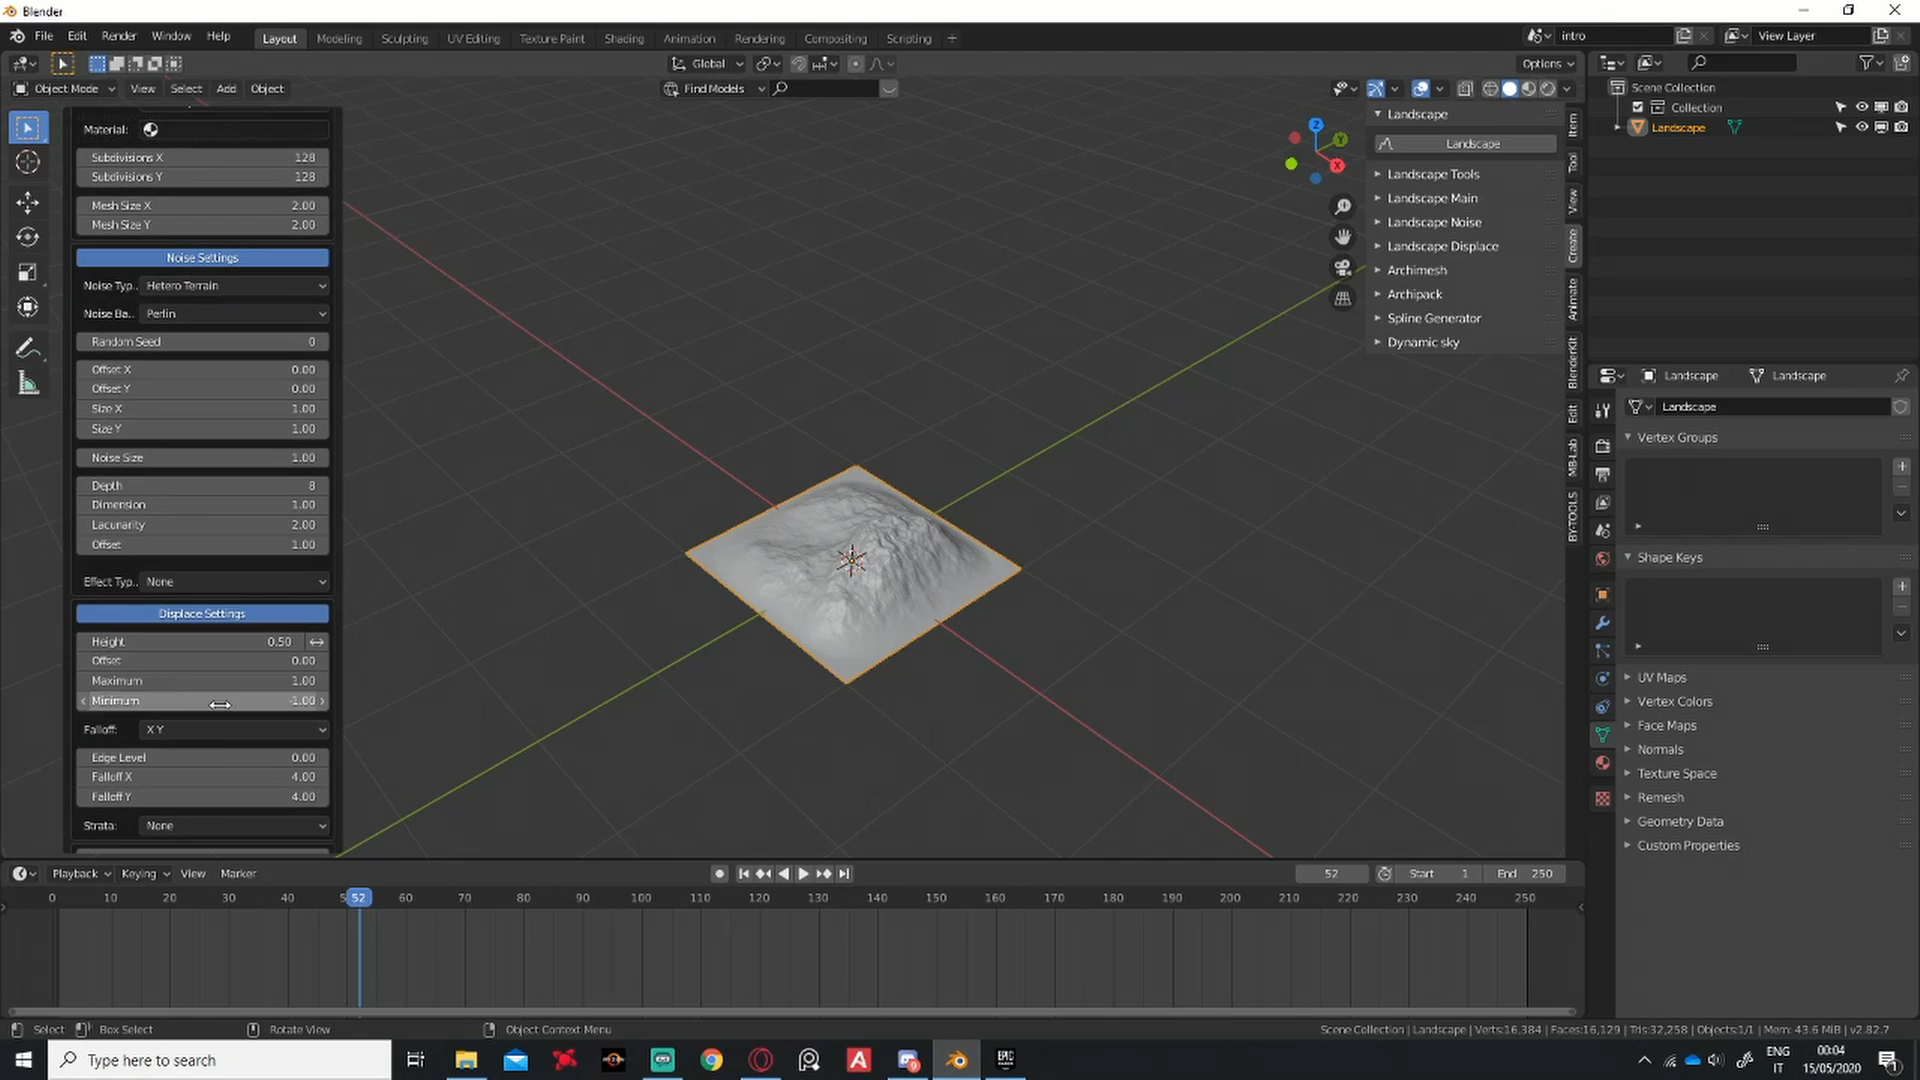 Blender
File Edit Render Window Help
Layout Modeling Sculpting UV Editing Texture Paint Shading Animation Rendering Compositing Scripting +
intro
View Layer
Global
Options
Object Mode View Select Add Object
Find Models
Material:
Subdivisions X 128
Subdivisions Y 128
Mesh Size X 2.00
Mesh Size Y 2.00
Noise Settings
Noise Typ.. Hetero Terrain
Noise Ba.. Perlin
Random Seed 0
Offset X 0.00
Offset Y 0.00
Size X 1.00
Size Y 1.00
Noise Size 1.00
Depth 8
Dimension 1.00
Lacunarity 2.00
Offset 1.00
Effect Typ.. None
Displace Settings
Height 0.50
Offset 0.00
Maximum 1.00
Minimum -1.00
Falloff: X Y
Edge Level 0.00
Falloff X 4.00
Falloff Y 4.00
Strata: None
Z
Y
X
Landscape
Landscape
Landscape Tools
Landscape Main
Landscape Noise
Landscape Displace
Archimesh
Archipack
Spline Generator
Dynamic sky
Item
Tool
View
Create
Animate
BlenderKit
Edit
MB-Lab
BY-TOOLS
Scene Collection
Collection
Landscape
Landscape Landscape
Landscape
Vertex Groups
Shape Keys
UV Maps
Vertex Colors
Face Maps
Normals
Texture Space
Remesh
Geometry Data
Custom Properties
Playback Keying View Marker
52 Start 1 End 250
0 10 20 30 40 5 52 60 70 80 90 100 110 120 130 140 150 160 170 180 190 200 210 220 230 240 250
Select Box Select Rotate View Object Context Menu
Scene Collection | Landscape | Verts:16,384 | Faces:16,129 | Tris:32,258 | Objects:1/1 | Mem: 43.6 MiB | v2.82.7
Type here to search
EPIC
ENG
IT
00:04
15/05/2020